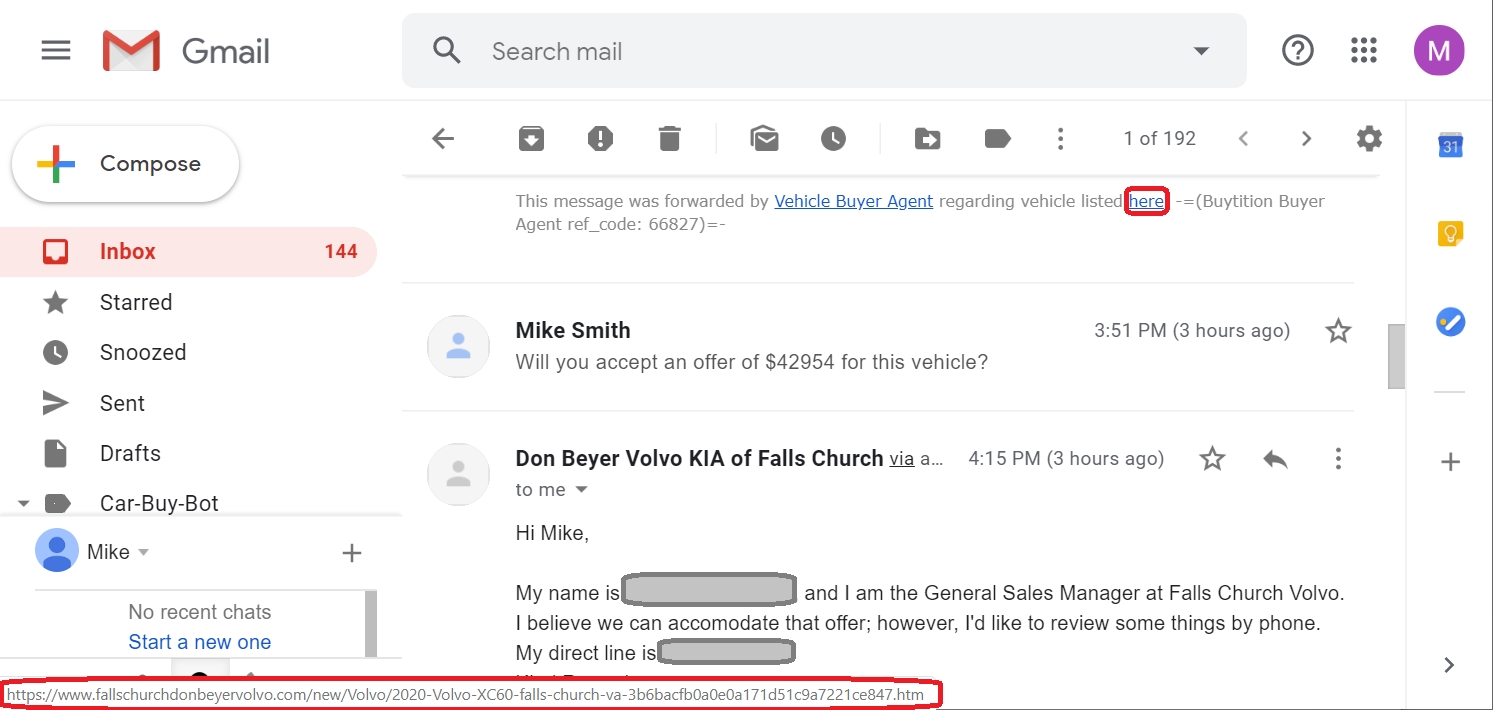 Gmail
Search mail
M
Compose
1 of 192
31
This message was forwarded by Vehicle Buyer Agent regarding vehicle listed here -=(Buytition Buyer
Agent ref_code: 66827)=-
Inbox 144
Starred
Snoozed
Sent
Drafts
Car-Buy-Bot
Mike Smith 3:51 PM (3 hours ago)
Will you accept an offer of $42954 for this vehicle?
Don Beyer Volvo KIA of Falls Church via a... 4:15 PM (3 hours ago)
to me
Hi Mike,
My name is and I am the General Sales Manager at Falls Church Volvo.
I believe we can accomodate that offer; however, I'd like to review some things by phone.
My direct line is
Mike
No recent chats
Start a new one
https://www.fallschurchdonbeyervolvo.com/new/Volvo/2020-Volvo-XC60-falls-church-va-3b6bacfb0a0e0a171d51c9a7221ce847.htm